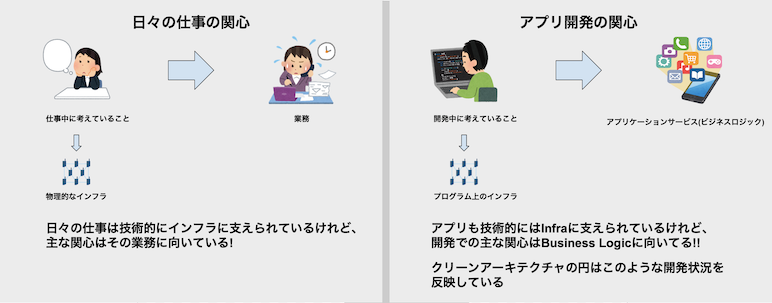 日々の仕事の関心
仕事中に考えていること
業務
物理的なインフラ
日々の仕事は技術的にインフラに支えられているけれど、
主な関心はその業務に向いている!
アプリ開発の関心
開発中に考えていること
アプリケーションサービス(ビジネスロジック)
プログラム上のインフラ
アプリも技術的にはInfraに支えられているけれど、
開発での主な関心はBusiness Logicに向いてる!!
クリーンアーキテクチャの円はこのような開発状況を
反映している